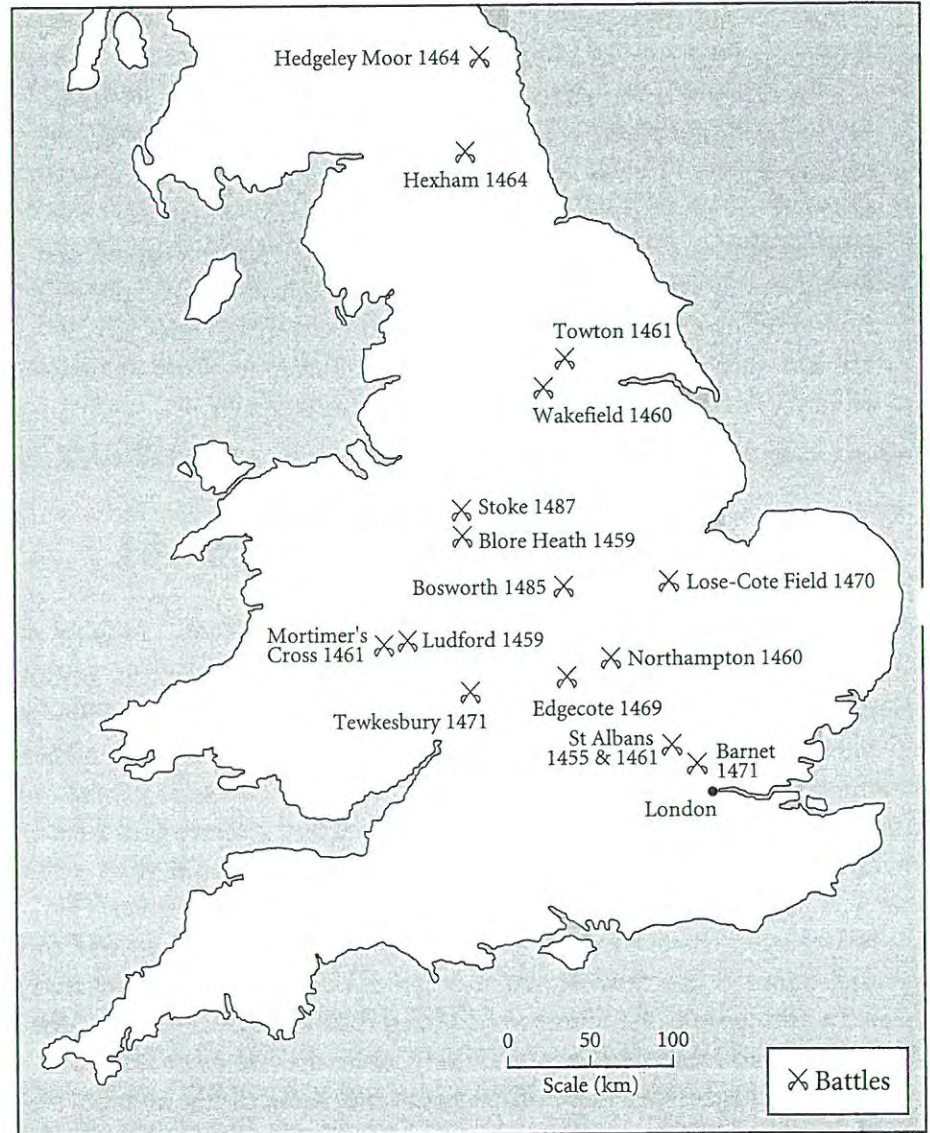 Hedgeley Moor 1464
Hexham 1464
Towton 1461
Wakefield 1460
Stoke 1487
Blore Heath 1459
Bosworth 1485
Lose-Cote Field 1470
Mortimer's
Cross 1461
Ludford 1459
Northampton 1460
Tewkesbury 1471
Edgecote 1469
St Albans
1455 & 1461
Barnet
1471
London
0 50 100
Scale (km)
Battles